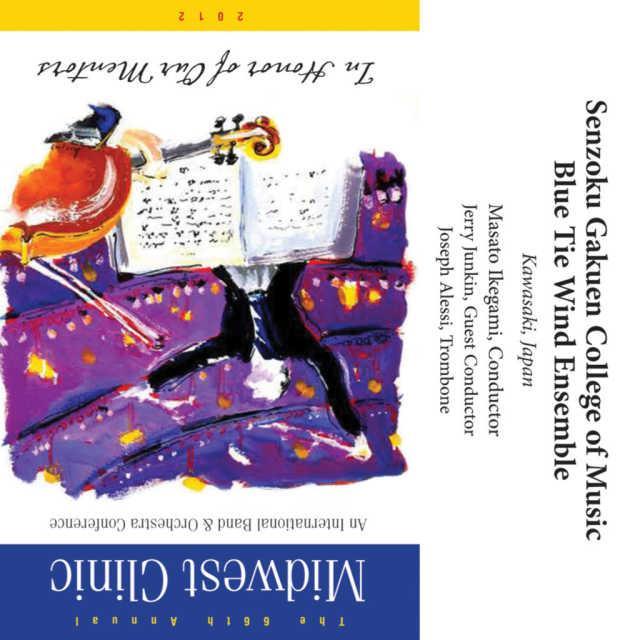 The 66th Annual
Midwest Clinic
An International Band & Orchestra Conference
In Honor of Our Mentors
2012
Senzoku Gakuen College of Music
Blue Tie Wind Ensemble
Kawasaki, Japan
Masato Ikegami, Conductor
Jerry Junkin, Guest Conductor
Joseph Alessi, Trombone